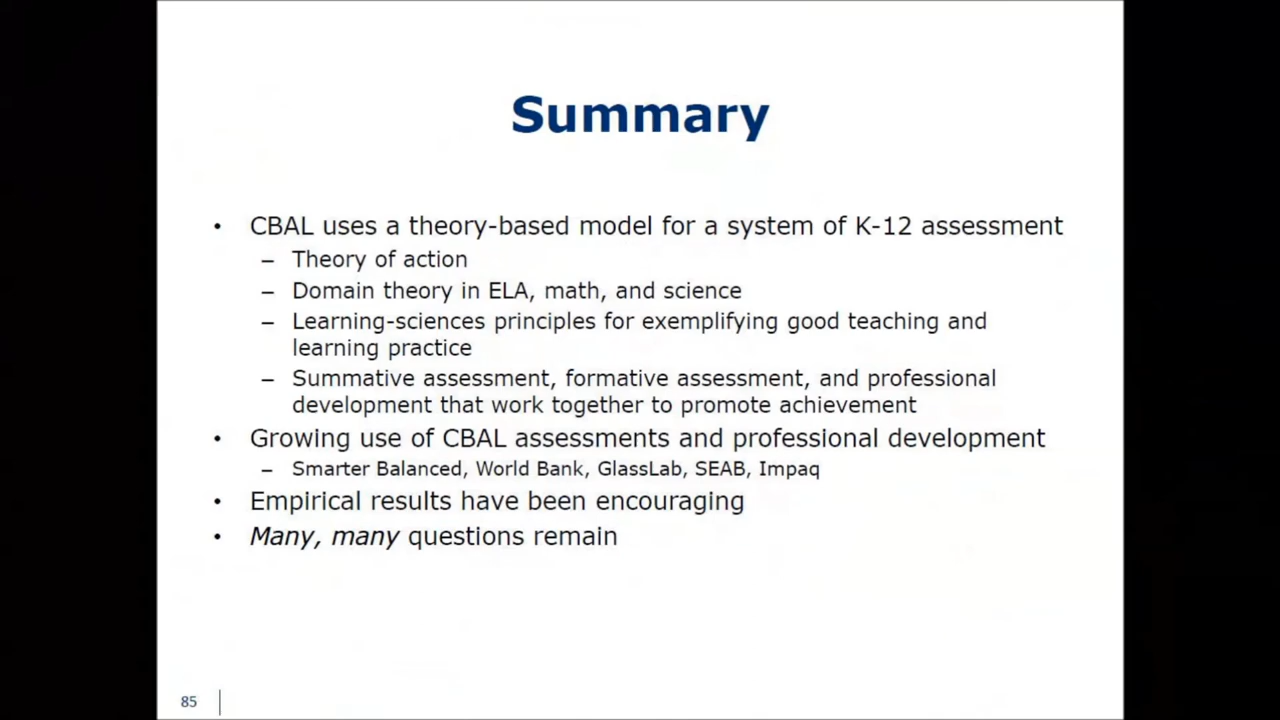 Summary
• CBAL uses a theory-based model for a system of K-12 assessment
– Theory of action
– Domain theory in ELA, math, and science
– Learning-sciences principles for exemplifying good teaching and
learning practice
– Summative assessment, formative assessment, and professional
development that work together to promote achievement
• Growing use of CBAL assessments and professional development
– Smarter Balanced, World Bank, GlassLab, SEAB, Impaq
• Empirical results have been encouraging
• Many, many questions remain
85